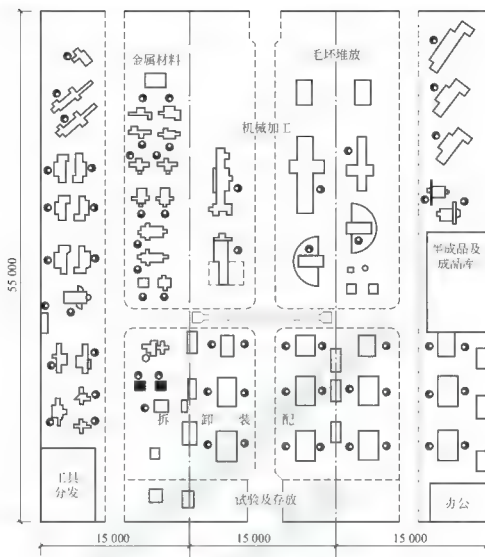 金属材料
毛坯堆放
机械加工
半成品及
成品库
55 000
拆卸装配
工具
分发
试验及存放
办公
15 000
15 000
15 000